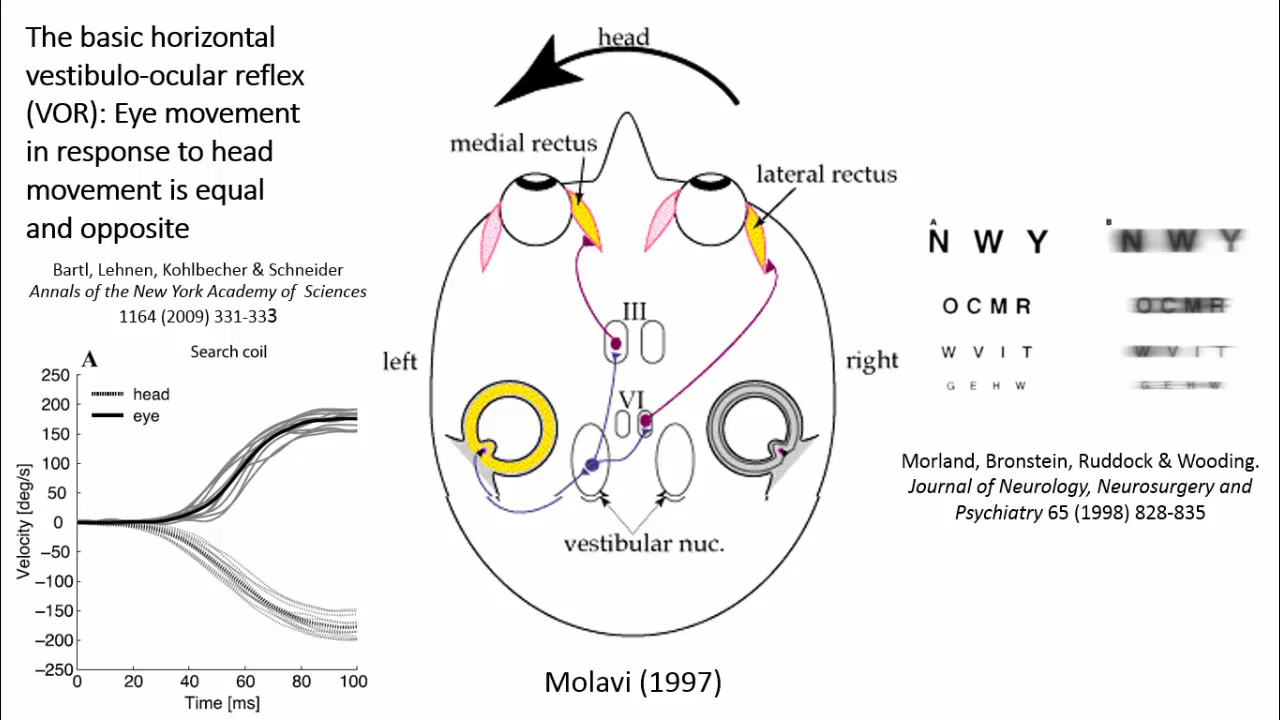 The basic horizontal
vestibulo-ocular reflex
(VOR): Eye movement
in response to head
movement is equal
and opposite
Bartl, Lehnen, Kohlbecher & Schneider
Annals of the New York Academy of Sciences
1164 (2009) 331-333
A
Search coil
250
200
150
100
50
0
−50
−100
−150
−200
−250
head
eye
Velocity [deg/s]
0 20 40 60 80 100
Time [ms]
head
medial rectus
lateral rectus
III
left
right
VI
vestibular nuc.
Molavi (1997)
A
N W Y
O C M R
W V I T
G E H W
B
N W Y
O C M R
W V I T
G E H W
Morland, Bronstein, Ruddock & Wooding.
Journal of Neurology, Neurosurgery and
Psychiatry 65 (1998) 828-835